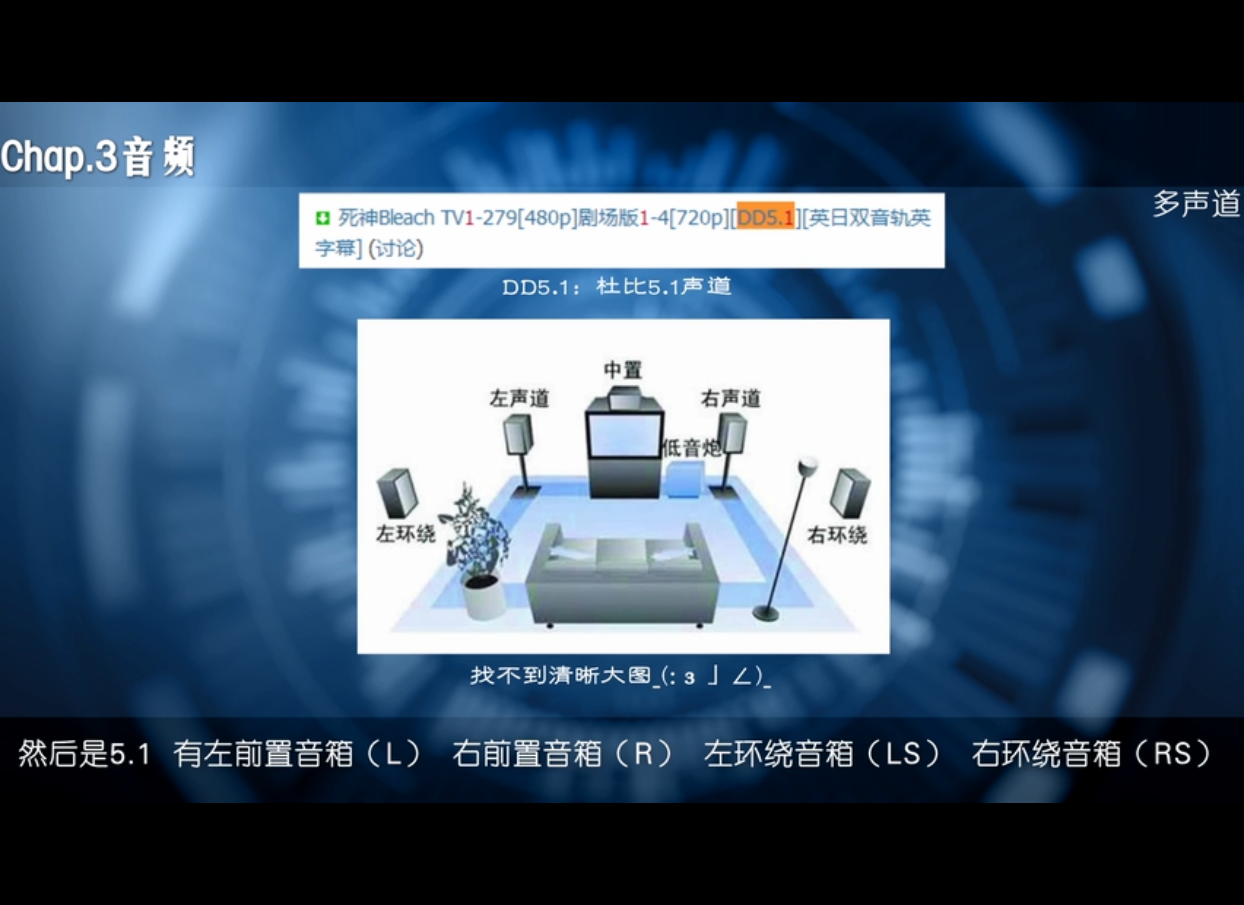 Chap.3音频
多声道
死神Bleach TV1-279[480p]剧场版1-4[720p][DD5.1][英日双音轨英
字幕] (讨论)
DD5.1：杜比5.1声道
中置
左声道
右声道
低音炮
左环绕
右环绕
找不到清晰大图_(:з」∠)_
然后是5.1 有左前置音箱（L） 右前置音箱（R） 左环绕音箱（LS） 右环绕音箱（RS）